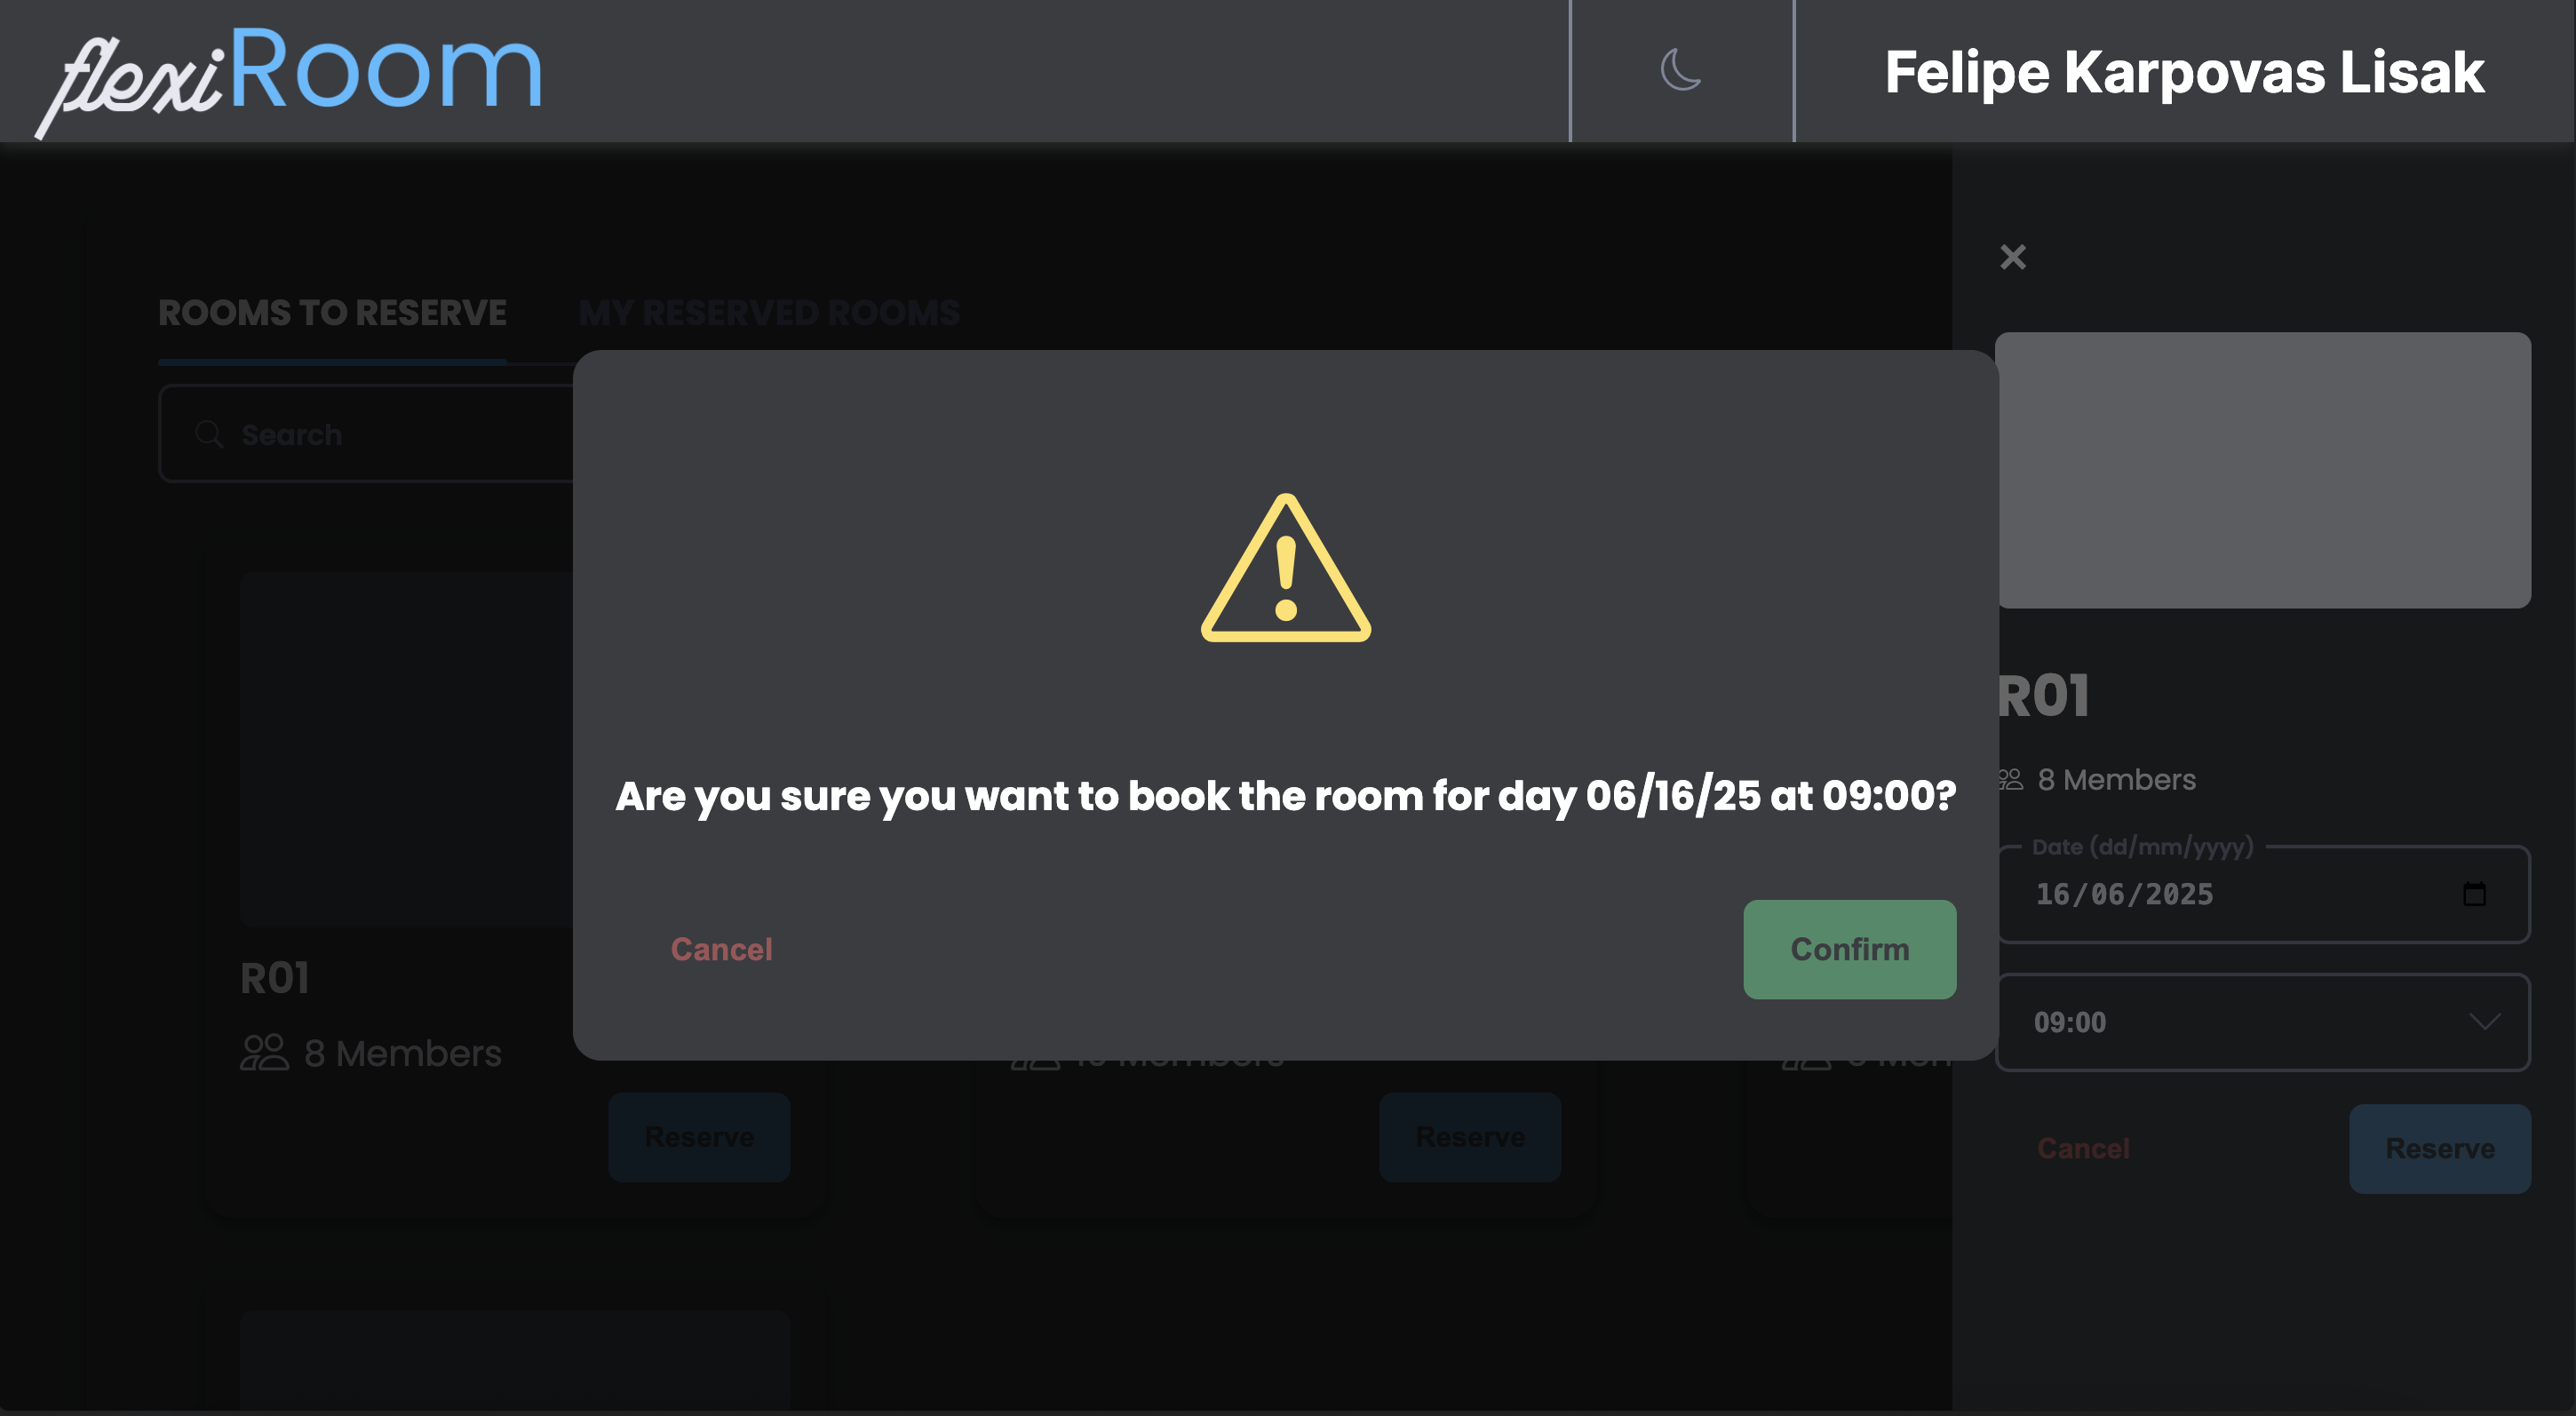 flexiRoom
Felipe Karpovas Lisak
ROOMS TO RESERVE
MY RESERVED ROOMS
Search
Are you sure you want to book the room for day 06/16/25 at 09:00?
Cancel
Confirm
R01
8 Members
Reserve
Members
Reserve
R01
8 Members
Date (dd/mm/yyyy)
16/06/2025
09:00
Cancel
Reserve